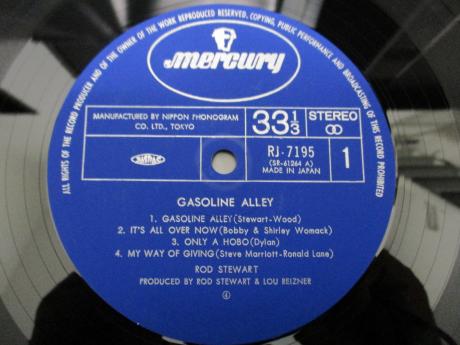 ALL RIGHTS OF THE RECORD PRODUCER AND OF THE OWNER OF THE WORK REPRODUCED RESERVED. COPYING, PUBLIC PERFORMANCE AND BROADCASTING OF THIS RECORD PROHIBITED
mercury
MANUFACTURED BY NIPPON PHONOGRAM CO. LTD., TOKYO
33 1/3
STEREO
RJ-7195
(SR-61264 A)
MADE IN JAPAN
1
GASOLINE ALLEY
1. GASOLINE ALLEY (Stewart-Wood)
2. IT'S ALL OVER NOW (Bobby & Shirley Womack)
3. ONLY A HOBO (Dylan)
4. MY WAY OF GIVING (Steve Marriott-Ronald Lane)
ROD STEWART
PRODUCED BY ROD STEWART & LOU REIZNER
④